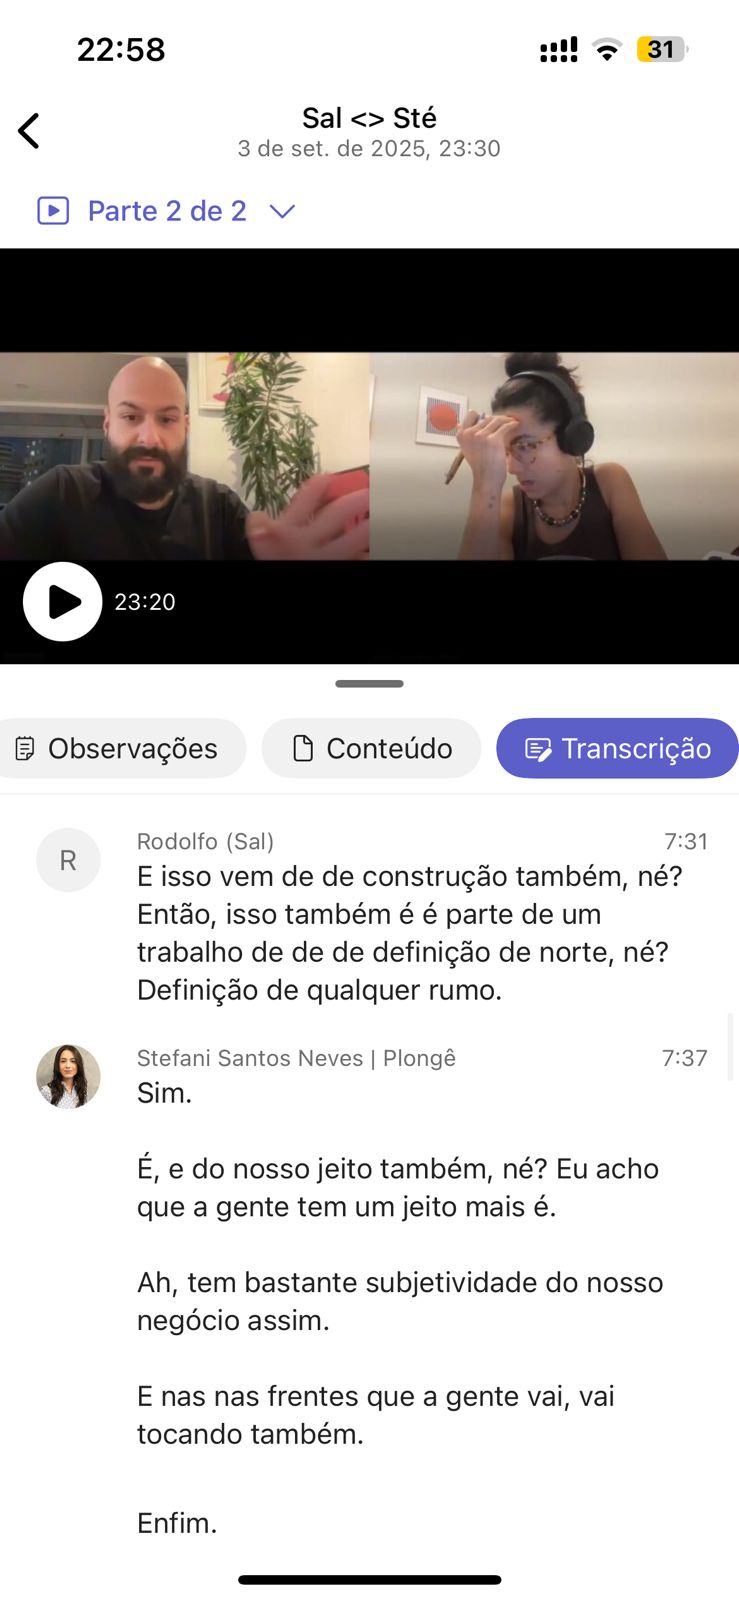 22:58
31
Sal <> Sté
3 de set. de 2025, 23:30
Parte 2 de 2
23:20
Observações
Conteúdo
Transcrição
R
Rodolfo (Sal)
7:31
E isso vem de de construção também, né?
Então, isso também é é parte de um
trabalho de de de definição de norte, né?
Definição de qualquer rumo.
Stefani Santos Neves | Plongê
7:37
Sim.
É, e do nosso jeito também, né? Eu acho
que a gente tem um jeito mais é.
Ah, tem bastante subjetividade do nosso
negócio assim.
E nas nas frentes que a gente vai, vai
tocando também.
Enfim.